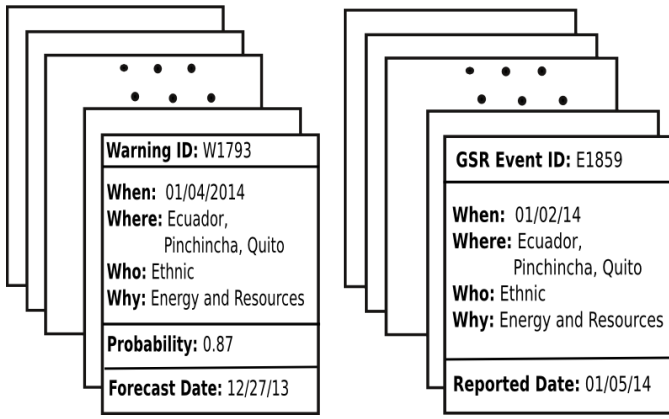 Warning ID: W1793
When: 01/04/2014
Where: Ecuador,
Pinchincha, Quito
Who: Ethnic
Why: Energy and Resources
Probability: 0.87
Forecast Date: 12/27/13
GSR Event ID: E1859
When: 01/02/14
Where: Ecuador,
Pinchincha, Quito
Who: Ethnic
Why: Energy and Resources
Reported Date: 01/05/14